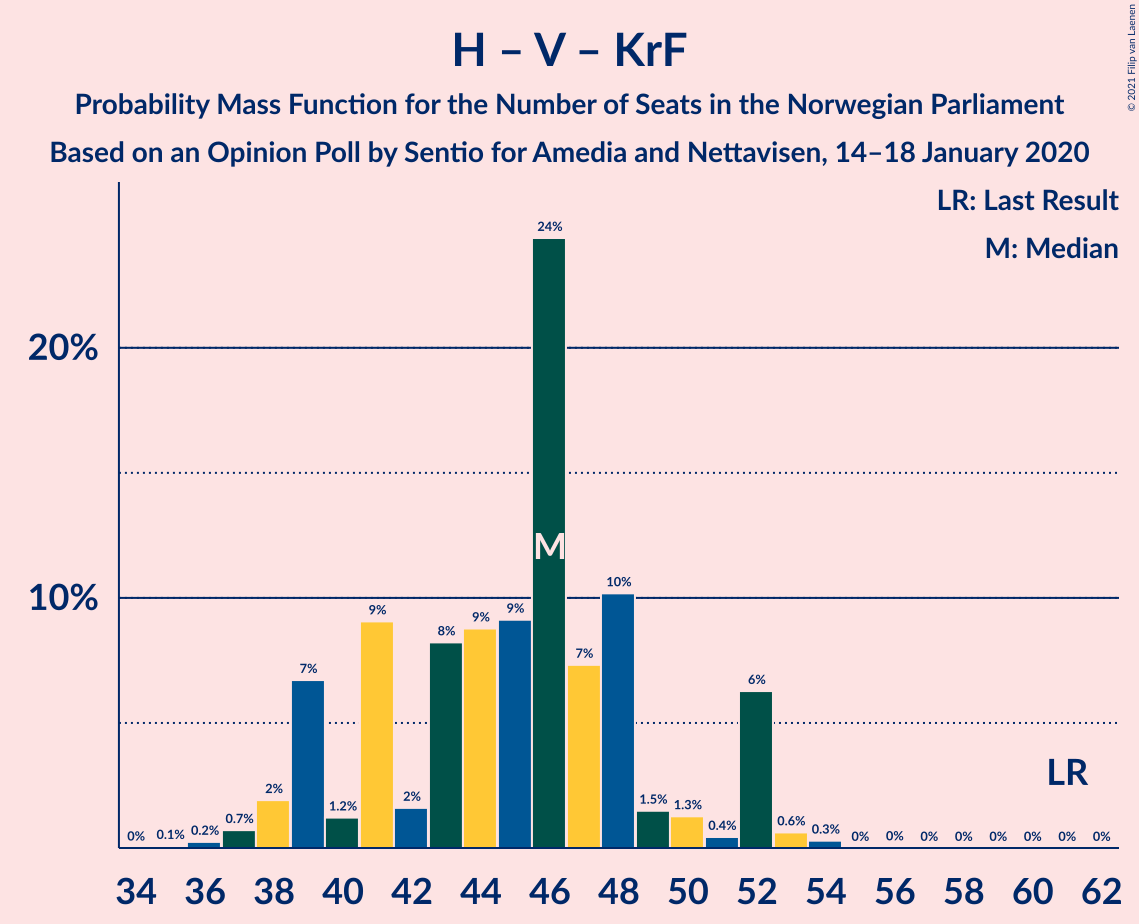 H – V – KrF
Probability Mass Function for the Number of Seats in the Norwegian Parliament
Based on an Opinion Poll by Sentio for Amedia and Nettavisen, 14–18 January 2020
© 2021 Filip van Laenen
LR: Last Result
M: Median
20%
10%
0% 0.1% 0.2% 0.7% 2% 7% 1.2% 9% 2% 8% 9% 9% 24% 7% 10% 1.5% 1.3% 0.4% 6% 0.6% 0.3% 0% 0% 0% 0% 0% 0% 0% 0%
M
LR
34 36 38 40 42 44 46 48 50 52 54 56 58 60 62